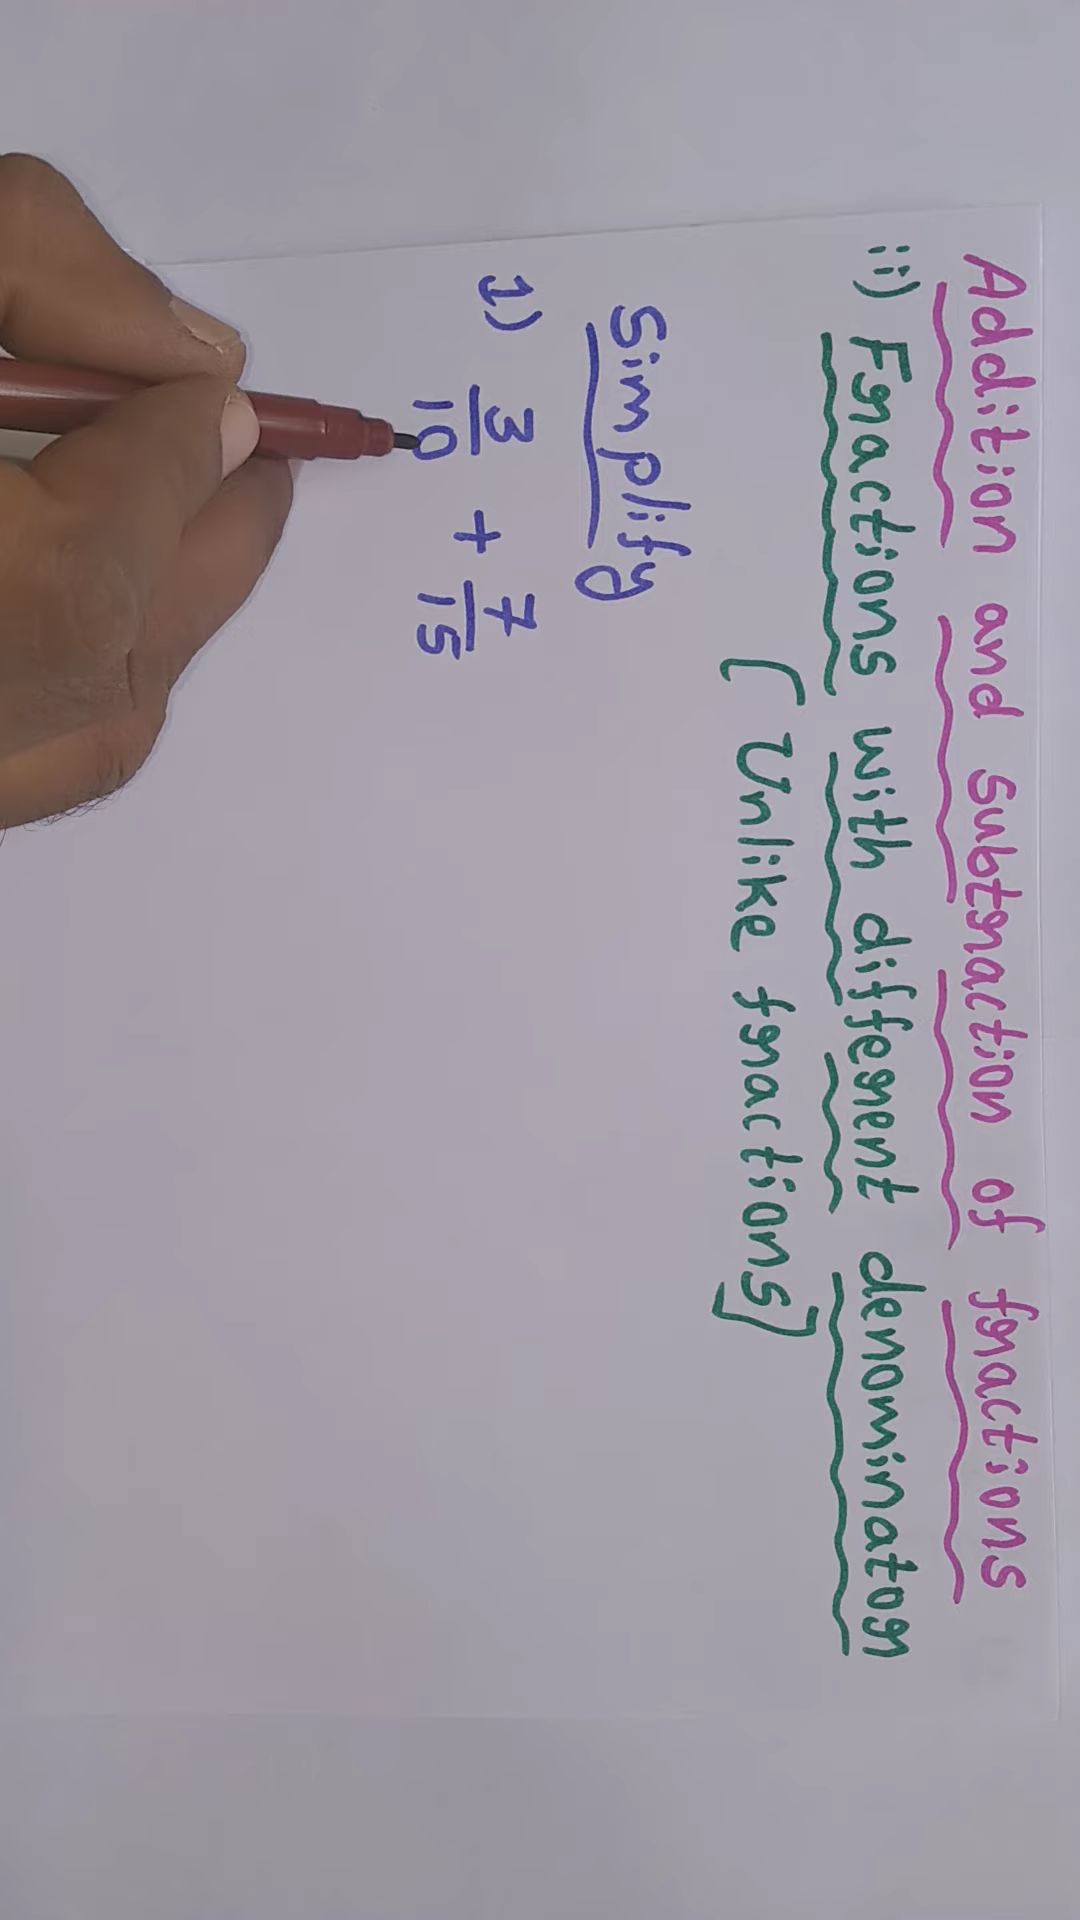 Addition and Subtraction of fractions
ii) Fractions with different denominator
[Unlike fractions]
Simplify
1) 3/10 + 7/15